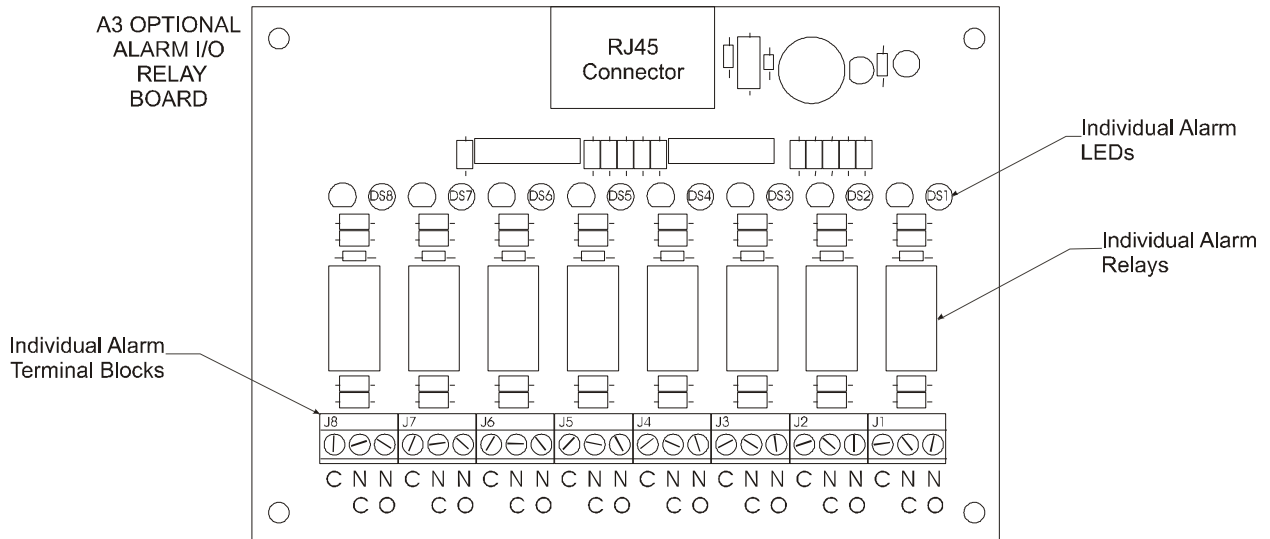 A3 OPTIONAL
ALARM I/O
RELAY
BOARD
RJ45
Connector
Individual Alarm
LEDs
DS8 DS7 DS6 DS5 DS4 DS3 DS2 DS1
Individual Alarm
Relays
Individual Alarm
Terminal Blocks
J8 J7 J6 J5 J4 J3 J2 J1
C N N C N N C N N C N N C N N C N N C N N C N N
C O C O C O C O C O C O C O C O